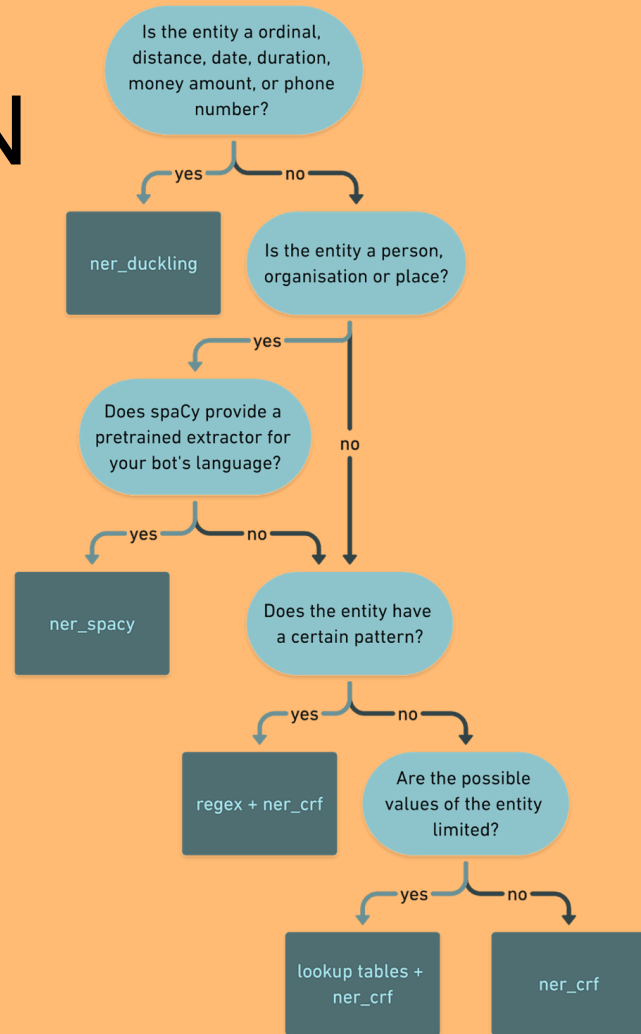 N
Is the entity a ordinal,
distance, date, duration,
money amount, or phone
number?
yes
no
ner_duckling
Is the entity a person,
organisation or place?
yes
no
Does spaCy provide a
pretrained extractor for
your bot's language?
yes
no
ner_spacy
Does the entity have
a certain pattern?
yes
no
regex + ner_crf
Are the possible
values of the entity
limited?
yes
no
lookup tables +
ner_crf
ner_crf